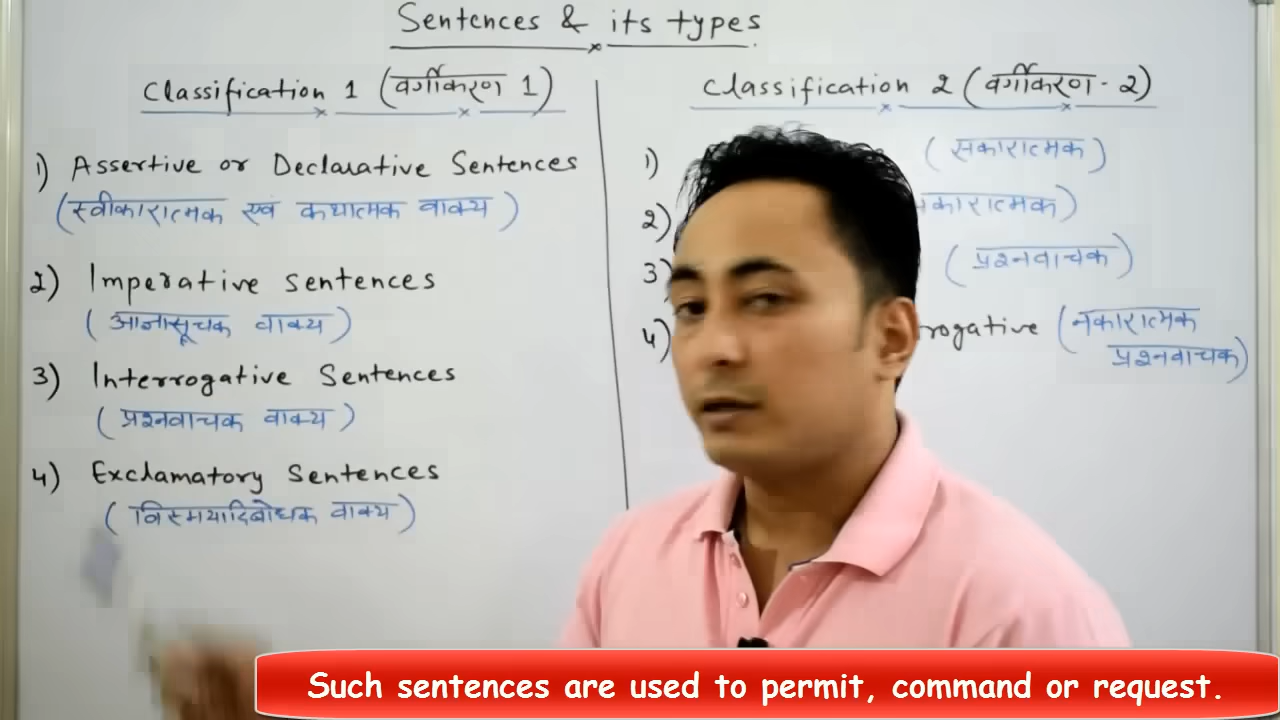 Sentences & its types
Classification 1 (वर्गीकरण 1)
1) Assertive or Declarative Sentences
(स्वीकारात्मक एवं कथात्मक वाक्य)
2) Imperative sentences
(आज्ञासूचक वाक्य)
3) Interrogative Sentences
(प्रश्नवाचक वाक्य)
4) Exclamatory Sentences
(विस्मयादिबोधक वाक्य)
Classification 2 (वर्गीकरण - 2)
1) (सकारात्मक)
2) कारात्मक)
3) (प्रश्नवाचक)
4) rogative (नकारात्मक
प्रश्नवाचक)
Such sentences are used to permit, command or request.